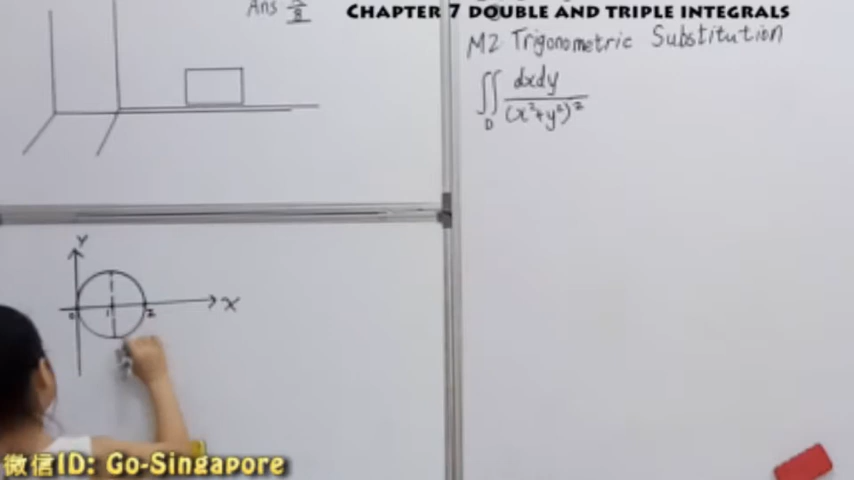 CHAPTER 7 DOUBLE AND TRIPLE INTEGRALS
Ans
M2 Trigonometric Substitution
∬
D
dxdy
(x²+y²)²
Y
0 1 2 X
微信ID: Go-Singapore